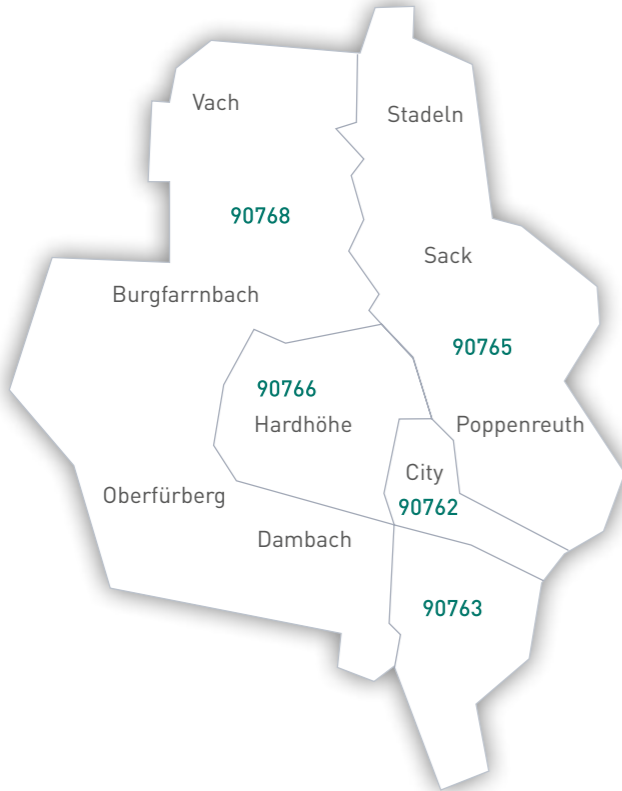 Vach
Stadeln
90768
Sack
Burgfarrnbach
90765
90766
Hardhöhe
Poppenreuth
City
Oberfürberg
90762
Dambach
90763